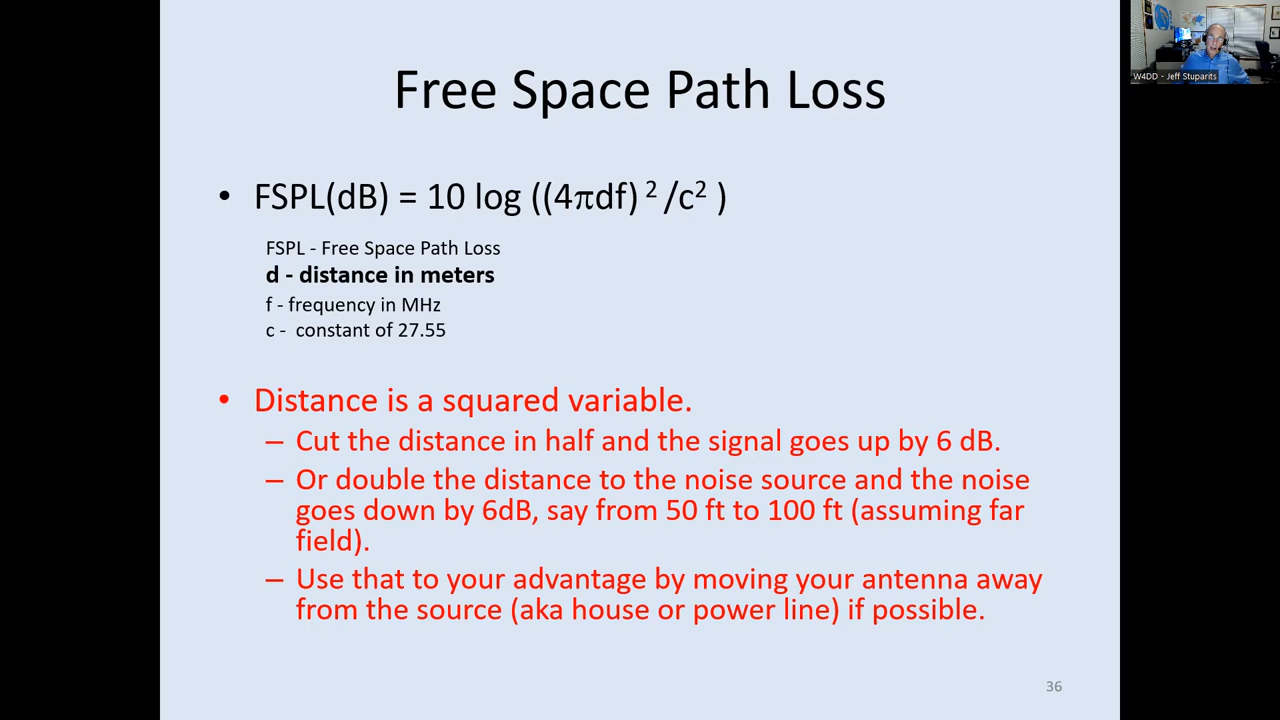 Free Space Path Loss
• FSPL(dB) = 10 log ((4πdf) ² /c² )
FSPL - Free Space Path Loss
d - distance in meters
f - frequency in MHz
c - constant of 27.55
• Distance is a squared variable.
– Cut the distance in half and the signal goes up by 6 dB.
– Or double the distance to the noise source and the noise
goes down by 6dB, say from 50 ft to 100 ft (assuming far
field).
– Use that to your advantage by moving your antenna away
from the source (aka house or power line) if possible.
36
W4DD - Jeff Stuparits